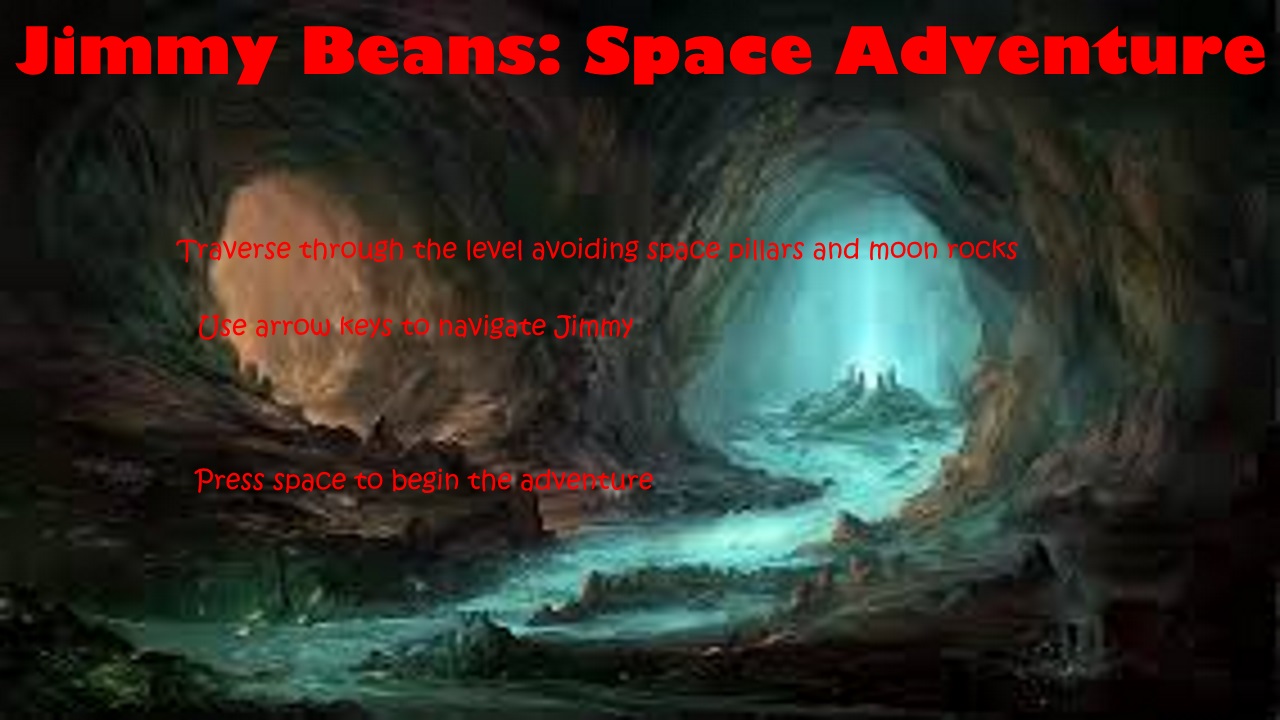 Jimmy Beans: Space Adventure
Traverse through the level avoiding space pillars and moon rocks
Use arrow keys to navigate Jimmy
Press space to begin the adventure